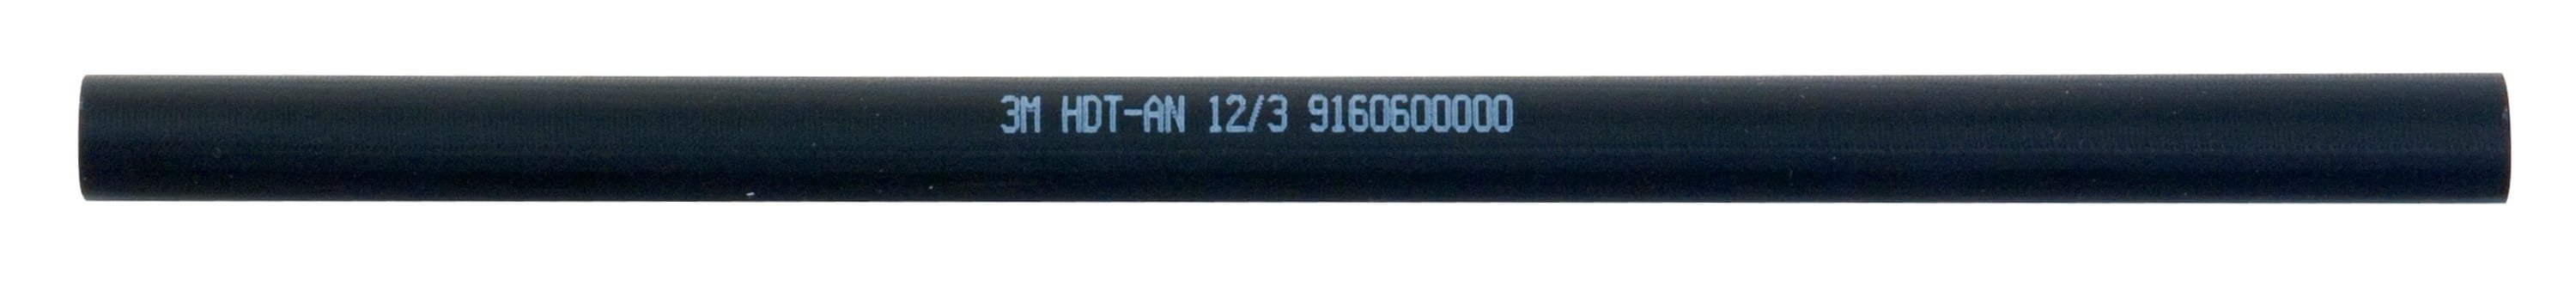 3M HDT-AN 12/3 9160600000